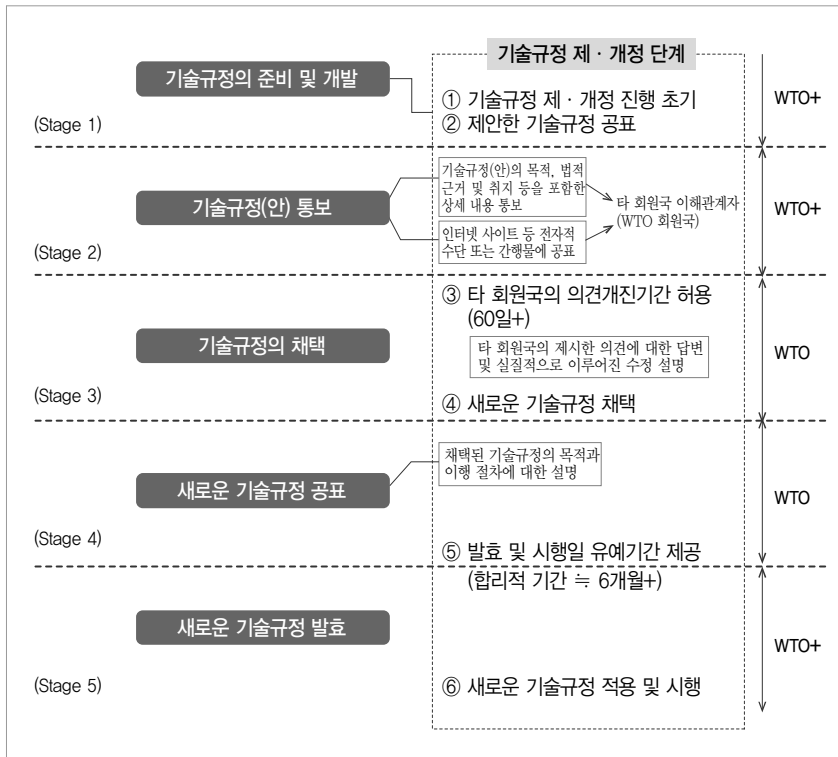 기술규정 제 · 개정 단계
기술규정의 준비 및 개발
① 기술규정 제 · 개정 진행 초기
② 제안한 기술규정 공표
WTO+
(Stage 1)
기술규정(안) 통보
기술규정(안)의 목적, 법적
근거 및 취지 등을 포함한
상세 내용 통보
인터넷 사이트 등 전자적
수단 또는 간행물에 공표
타 회원국 이해관계자
(WTO 회원국)
WTO+
(Stage 2)
③ 타 회원국의 의견개진기간 허용
(60일+)
기술규정의 채택
타 회원국의 제시한 의견에 대한 답변
및 실질적으로 이루어진 수정 설명
WTO
(Stage 3)
④ 새로운 기술규정 채택
새로운 기술규정 공표
채택된 기술규정의 목적과
이행 절차에 대한 설명
WTO
(Stage 4)
⑤ 발효 및 시행일 유예기간 제공
(합리적 기간 ≒ 6개월+)
새로운 기술규정 발효
WTO+
(Stage 5)
⑥ 새로운 기술규정 적용 및 시행